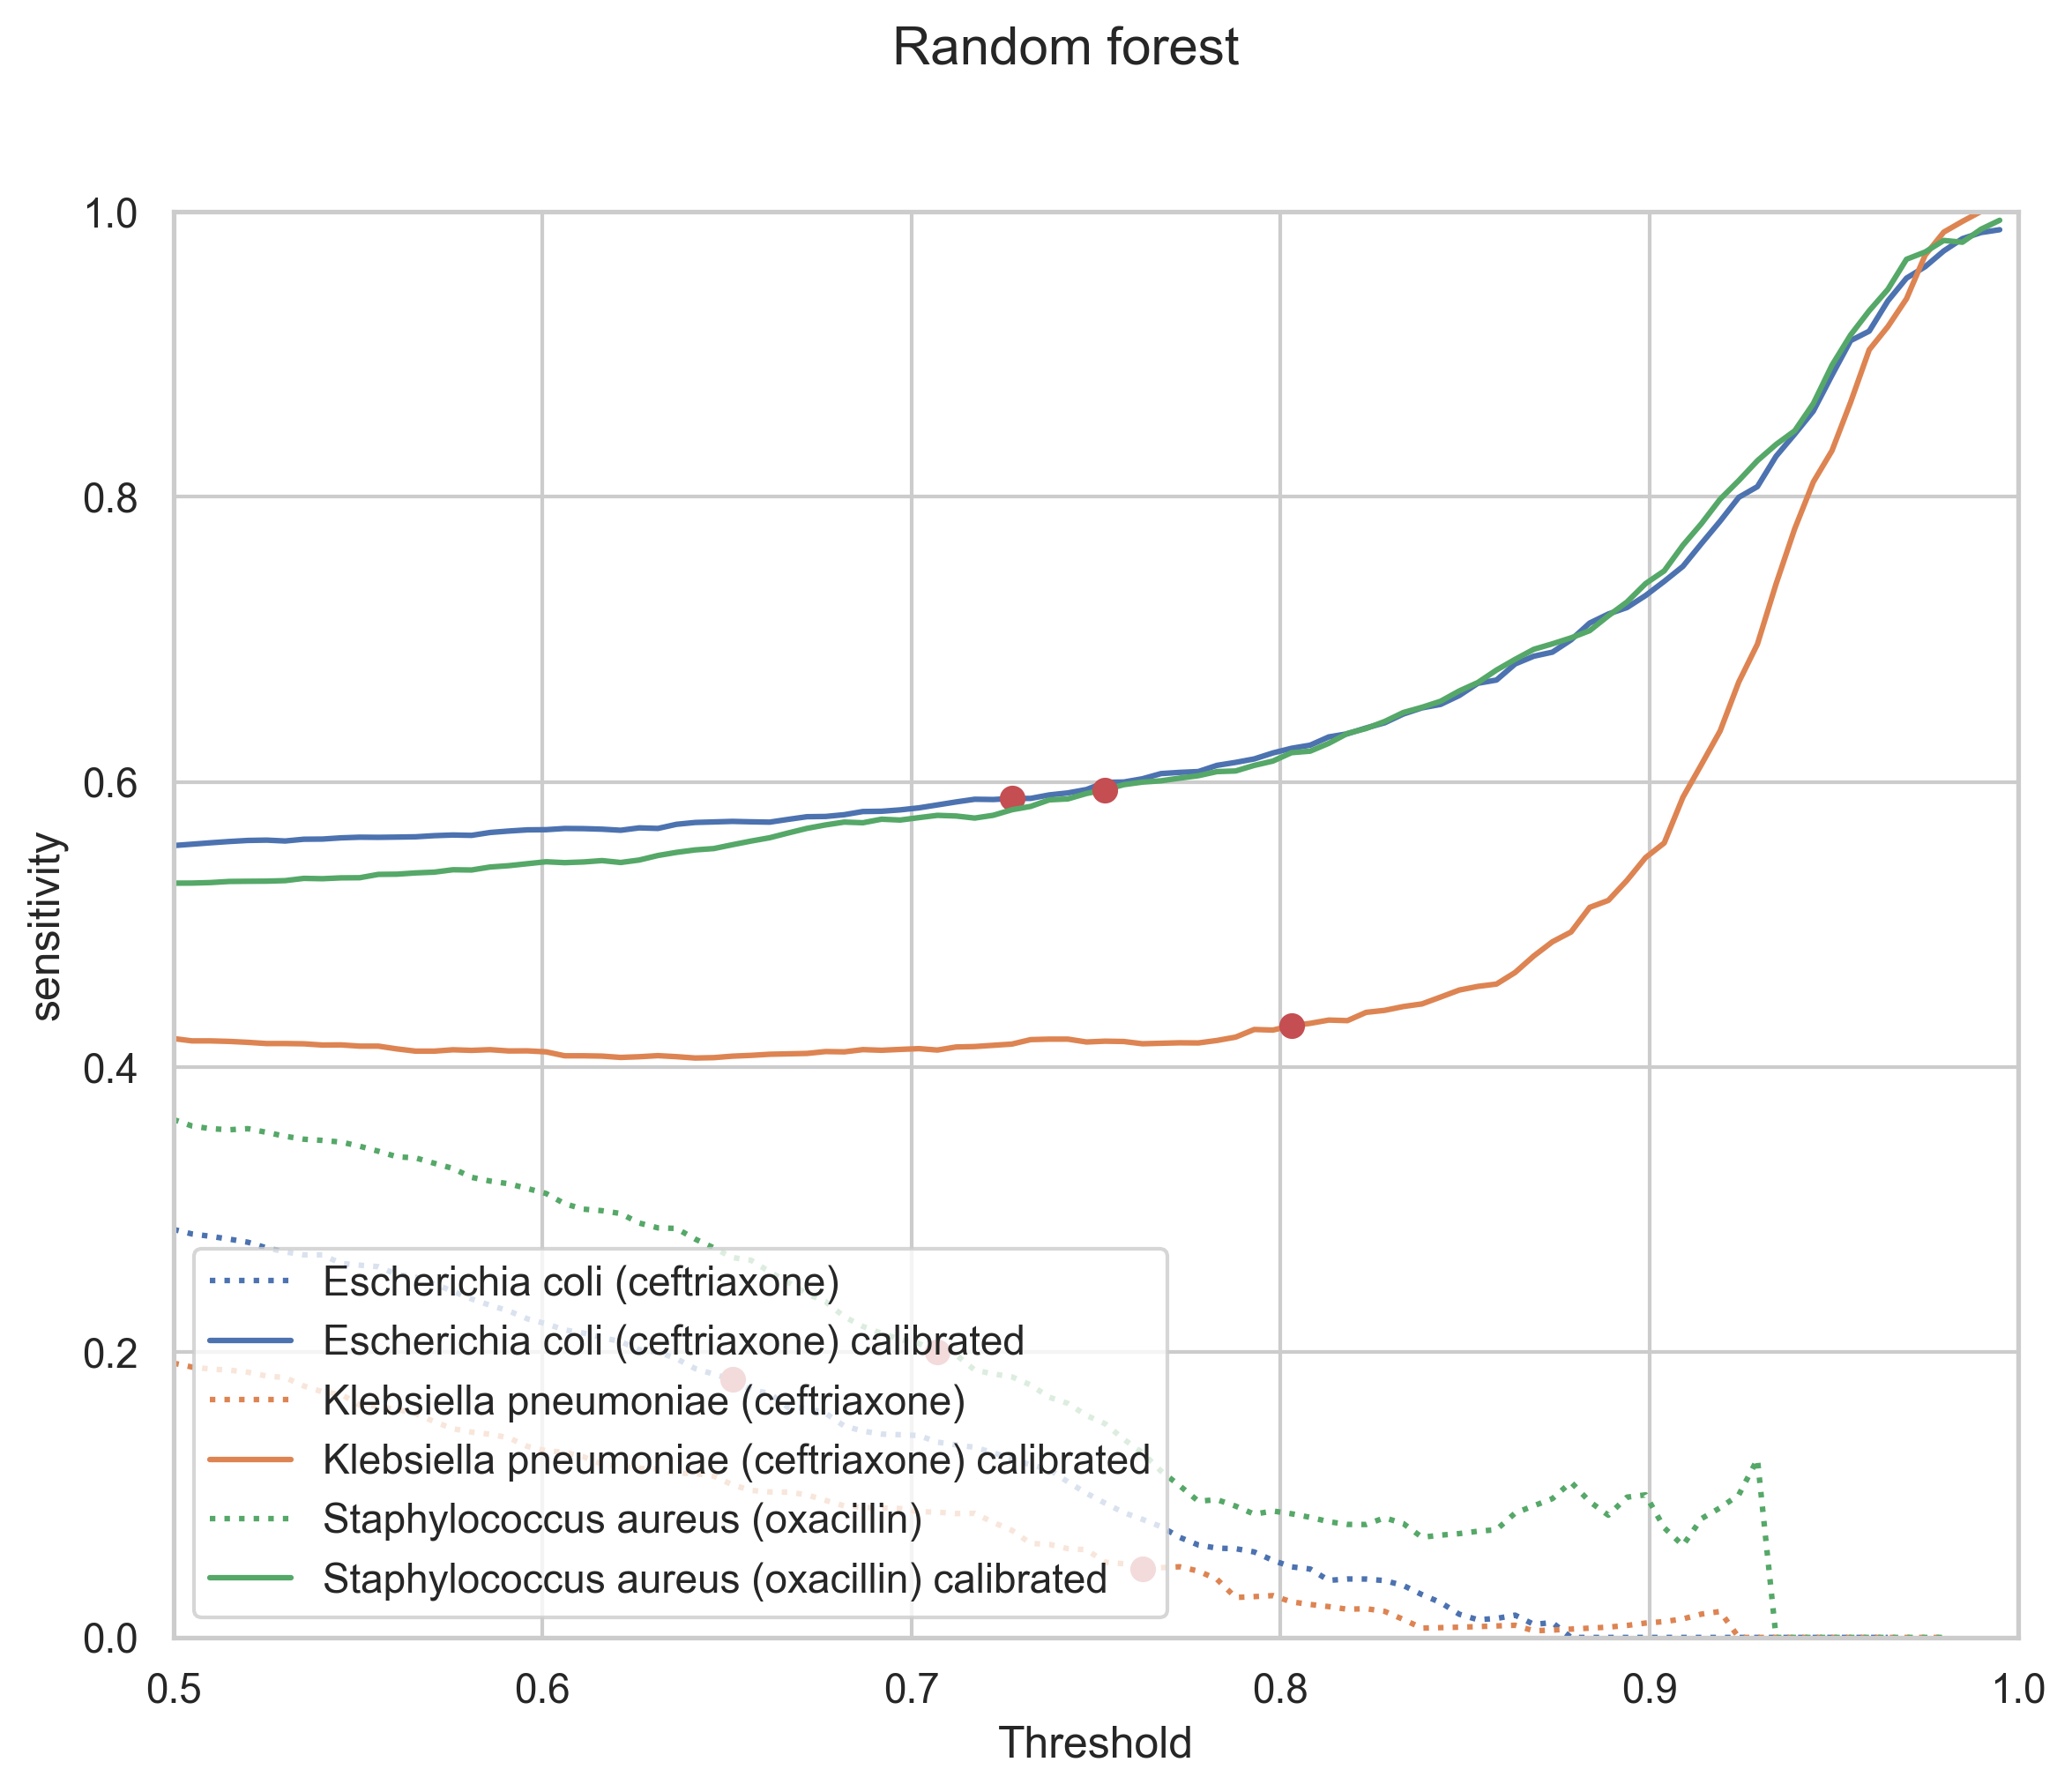 Random forest
1.0
0.8
0.6
0.4
0.2
0.0
sensitivity
Escherichia coli (ceftriaxone)
Escherichia coli (ceftriaxone) calibrated
Klebsiella pneumoniae (ceftriaxone)
Klebsiella pneumoniae (ceftriaxone) calibrated
Staphylococcus aureus (oxacillin)
Staphylococcus aureus (oxacillin) calibrated
0.5 0.6 0.7 0.8 0.9 1.0
Threshold